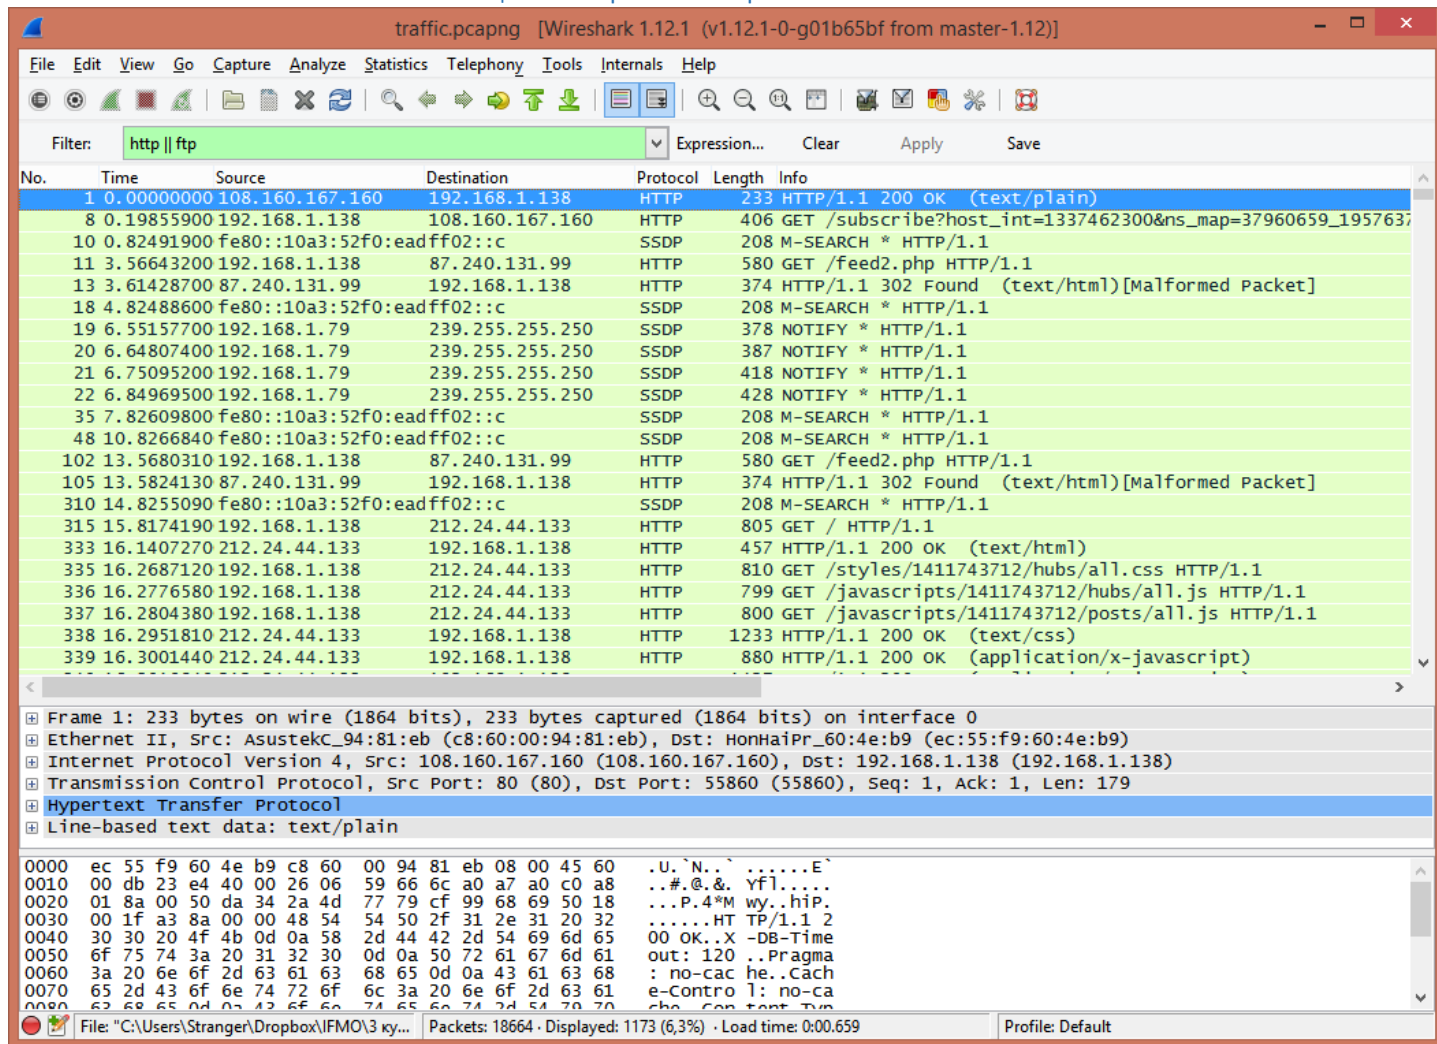 traffic.pcapng [Wireshark 1.12.1 (v1.12.1-0-g01b65bf from master-1.12)]
File Edit View Go Capture Analyze Statistics Telephony Tools Internals Help
Filter: http || ftp Expression... Clear Apply Save
No. Time Source Destination Protocol Length Info
1 0.00000000 108.160.167.160 192.168.1.138 HTTP 233 HTTP/1.1 200 OK (text/plain)
8 0.19855900 192.168.1.138 108.160.167.160 HTTP 406 GET /subscribe?host_int=1337462300&ns_map=37960659_1957637
10 0.82491900 fe80::10a3:52f0:ead ff02::c SSDP 208 M-SEARCH * HTTP/1.1
11 3.56643200 192.168.1.138 87.240.131.99 HTTP 580 GET /feed2.php HTTP/1.1
13 3.61428700 87.240.131.99 192.168.1.138 HTTP 374 HTTP/1.1 302 Found (text/html)[Malformed Packet]
18 4.82488600 fe80::10a3:52f0:ead ff02::c SSDP 208 M-SEARCH * HTTP/1.1
19 6.55157700 192.168.1.79 239.255.255.250 SSDP 378 NOTIFY * HTTP/1.1
20 6.64807400 192.168.1.79 239.255.255.250 SSDP 387 NOTIFY * HTTP/1.1
21 6.75095200 192.168.1.79 239.255.255.250 SSDP 418 NOTIFY * HTTP/1.1
22 6.84969500 192.168.1.79 239.255.255.250 SSDP 428 NOTIFY * HTTP/1.1
35 7.82609800 fe80::10a3:52f0:ead ff02::c SSDP 208 M-SEARCH * HTTP/1.1
48 10.8266840 fe80::10a3:52f0:ead ff02::c SSDP 208 M-SEARCH * HTTP/1.1
102 13.5680310 192.168.1.138 87.240.131.99 HTTP 580 GET /feed2.php HTTP/1.1
105 13.5824130 87.240.131.99 192.168.1.138 HTTP 374 HTTP/1.1 302 Found (text/html)[Malformed Packet]
310 14.8255090 fe80::10a3:52f0:ead ff02::c SSDP 208 M-SEARCH * HTTP/1.1
315 15.8174190 192.168.1.138 212.24.44.133 HTTP 805 GET / HTTP/1.1
333 16.1407270 212.24.44.133 192.168.1.138 HTTP 457 HTTP/1.1 200 OK (text/html)
335 16.2687120 192.168.1.138 212.24.44.133 HTTP 810 GET /styles/1411743712/hubs/all.css HTTP/1.1
336 16.2776580 192.168.1.138 212.24.44.133 HTTP 799 GET /javascripts/1411743712/hubs/all.js HTTP/1.1
337 16.2804380 192.168.1.138 212.24.44.133 HTTP 800 GET /javascripts/1411743712/posts/all.js HTTP/1.1
338 16.2951810 212.24.44.133 192.168.1.138 HTTP 1233 HTTP/1.1 200 OK (text/css)
339 16.3001440 212.24.44.133 192.168.1.138 HTTP 880 HTTP/1.1 200 OK (application/x-javascript)
Frame 1: 233 bytes on wire (1864 bits), 233 bytes captured (1864 bits) on interface 0
Ethernet II, Src: AsustekC_94:81:eb (c8:60:00:94:81:eb), Dst: HonHaiPr_60:4e:b9 (ec:55:f9:60:4e:b9)
Internet Protocol Version 4, Src: 108.160.167.160 (108.160.167.160), Dst: 192.168.1.138 (192.168.1.138)
Transmission Control Protocol, Src Port: 80 (80), Dst Port: 55860 (55860), Seq: 1, Ack: 1, Len: 179
Hypertext Transfer Protocol
Line-based text data: text/plain
0000 ec 55 f9 60 4e b9 c8 60 00 94 81 eb 08 00 45 60 .U.`N..` ......E`
0010 00 db 23 e4 40 00 26 06 59 66 6c a0 a7 a0 c0 a8 ..#.@.&. Yfl.....
0020 01 8a 00 50 da 34 2a 4d 77 79 cf 99 68 69 50 18 ...P.4*M wy..hiP.
0030 00 1f a3 8a 00 00 48 54 54 50 2f 31 2e 31 20 32 ......HT TP/1.1 2
0040 30 30 20 4f 4b 0d 0a 58 2d 44 42 2d 54 69 6d 65 00 OK..X -DB-Time
0050 6f 75 74 3a 20 31 32 30 0d 0a 50 72 61 67 6d 61 out: 120 ..Pragma
0060 3a 20 6e 6f 2d 63 61 63 68 65 0d 0a 43 61 63 68 : no-cac he..Cach
0070 65 2d 43 6f 6e 74 72 6f 6c 3a 20 6e 6f 2d 63 61 e-Contro l: no-ca
0080 63 68 65 0d 0a 43 6f 6e 74 65 6e 74 2d 54 79 70 che..Con tent-Typ
File: "C:\Users\Stranger\Dropbox\IFMO\3 ку... Packets: 18664 · Displayed: 1173 (6,3%) · Load time: 0:00.659 Profile: Default